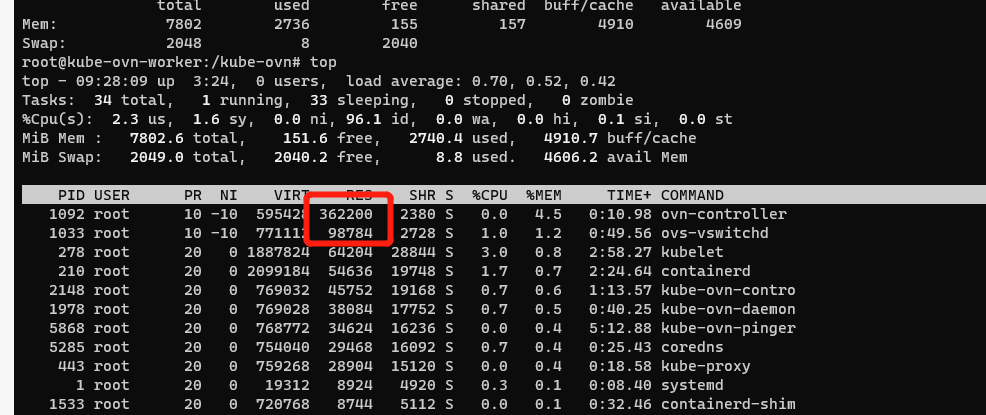 total used free shared buff/cache available
Mem: 7802 2736 155 157 4910 4609
Swap: 2048 8 2040
root@kube-ovn-worker:/kube-ovn# top
top - 09:28:09 up 3:24, 0 users, load average: 0.70, 0.52, 0.42
Tasks: 34 total, 1 running, 33 sleeping, 0 stopped, 0 zombie
%Cpu(s): 2.3 us, 1.6 sy, 0.0 ni, 96.1 id, 0.0 wa, 0.0 hi, 0.1 si, 0.0 st
MiB Mem : 7802.6 total, 151.6 free, 2740.4 used, 4910.7 buff/cache
MiB Swap: 2049.0 total, 2040.2 free, 8.8 used. 4606.2 avail Mem
PID USER PR NI VIRT RES SHR S %CPU %MEM TIME+ COMMAND
1092 root 10 -10 595428 362200 2380 S 0.0 4.5 0:10.98 ovn-controller
1033 root 10 -10 771112 98784 2728 S 1.0 1.2 0:49.56 ovs-vswitchd
278 root 20 0 1887824 64204 28844 S 3.0 0.8 2:58.27 kubelet
210 root 20 0 2099184 54636 19748 S 1.7 0.7 2:24.64 containerd
2148 root 20 0 769032 45752 19168 S 0.7 0.6 1:13.57 kube-ovn-contro
1978 root 20 0 769028 38084 17752 S 0.7 0.5 0:40.25 kube-ovn-daemon
5868 root 20 0 768772 34624 16236 S 0.0 0.4 5:12.88 kube-ovn-pinger
5285 root 20 0 754040 29468 16092 S 0.7 0.4 0:25.43 coredns
443 root 20 0 759268 28904 15120 S 0.0 0.4 0:18.58 kube-proxy
1 root 20 0 19312 8924 4920 S 0.3 0.1 0:08.40 systemd
1533 root 20 0 720768 8744 5112 S 0.0 0.1 0:32.46 containerd-shim